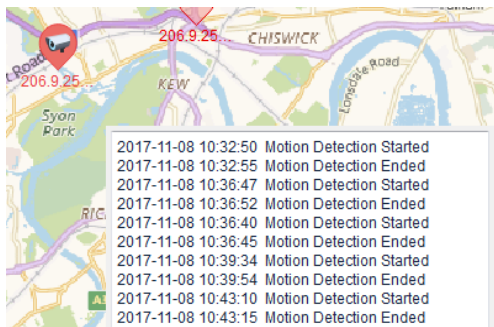 206.9.25...
CHISWICK
Road
206.9.25...
KEW
Lonsdale Road
Syon
Park
2017-11-08 10:32:50 Motion Detection Started
2017-11-08 10:32:55 Motion Detection Ended
2017-11-08 10:36:47 Motion Detection Started
2017-11-08 10:36:52 Motion Detection Ended
2017-11-08 10:36:40 Motion Detection Started
2017-11-08 10:36:45 Motion Detection Ended
2017-11-08 10:39:34 Motion Detection Started
2017-11-08 10:39:54 Motion Detection Ended
2017-11-08 10:43:10 Motion Detection Started
2017-11-08 10:43:15 Motion Detection Ended
RIC